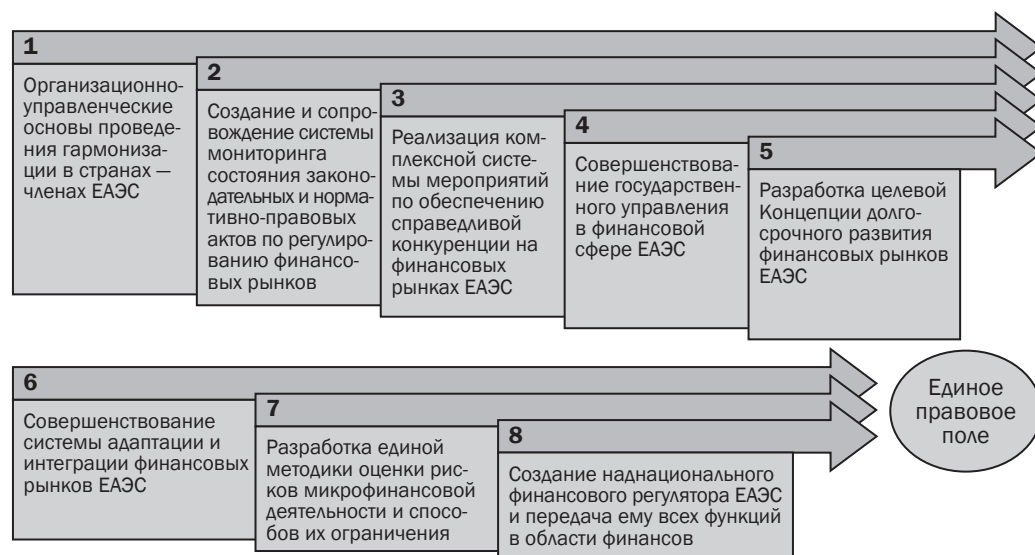 1
Организационно-
управленческие
основы проведе-
ния гармониза-
ции в странах —
членах ЕАЭС
2
Создание и сопро-
вождение системы
мониторинга
состояния законо-
дательных и норма-
тивно-правовых
актов по регулиро-
ванию финансо-
вых рынков
3
Реализация ком-
плексной систе-
мы мероприятий
по обеспечению
справедливой
конкуренции на
финансовых
рынках ЕАЭС
4
Совершенствова-
ние государствен-
ного управления
в финансовой
сфере ЕАЭС
5
Разработка целевой
Концепции долго-
срочного развития
финансовых рынков
ЕАЭС
6
Совершенствование
системы адаптации и
интеграции финансовых
рынков ЕАЭС
7
Разработка единой
методики оценки рис-
ков микрофинансовой
деятельности и спосо-
бов их ограничения
8
Создание наднационального
финансового регулятора ЕАЭС
и передача ему всех функций
в области финансов
Единое
правовое
поле